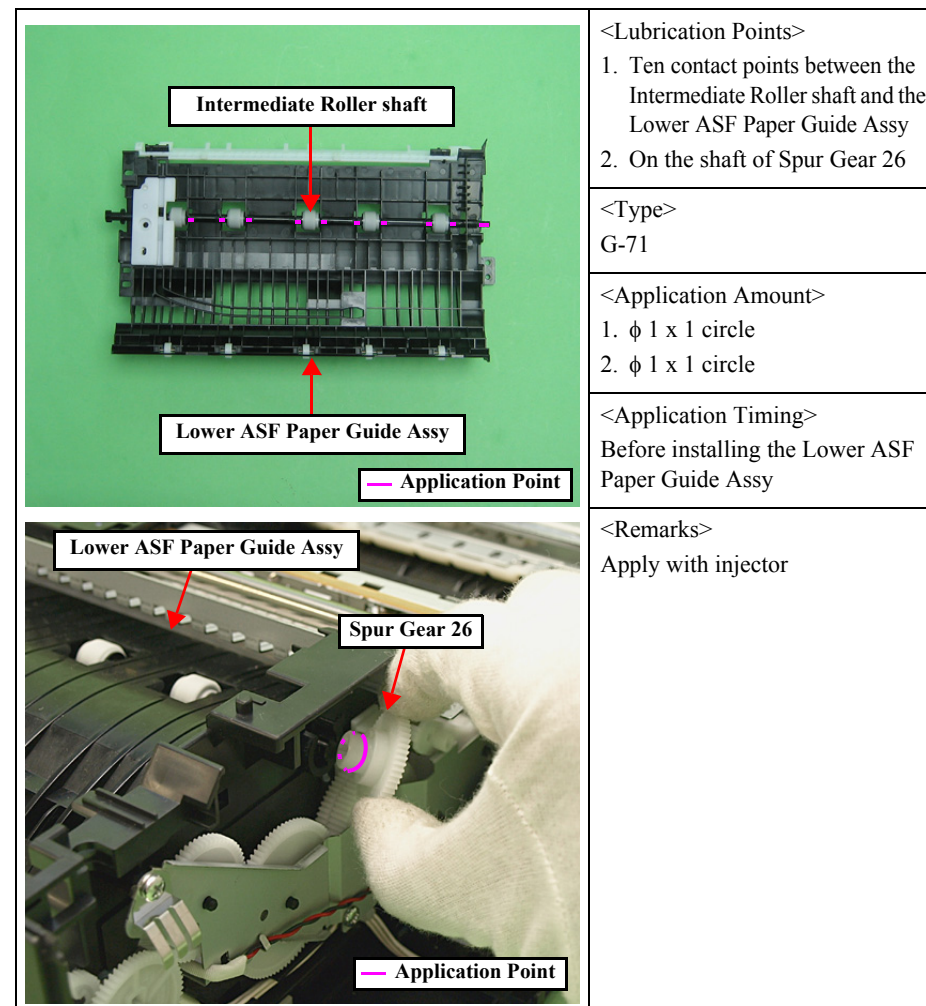 Intermediate Roller shaft
Lower ASF Paper Guide Assy
Application Point
Lower ASF Paper Guide Assy
Spur Gear 26
Application Point
<Lubrication Points>
1. Ten contact points between the
Intermediate Roller shaft and the
Lower ASF Paper Guide Assy
2. On the shaft of Spur Gear 26
<Type>
G-71
<Application Amount>
1. ϕ 1 x 1 circle
2. ϕ 1 x 1 circle
<Application Timing>
Before installing the Lower ASF
Paper Guide Assy
<Remarks>
Apply with injector